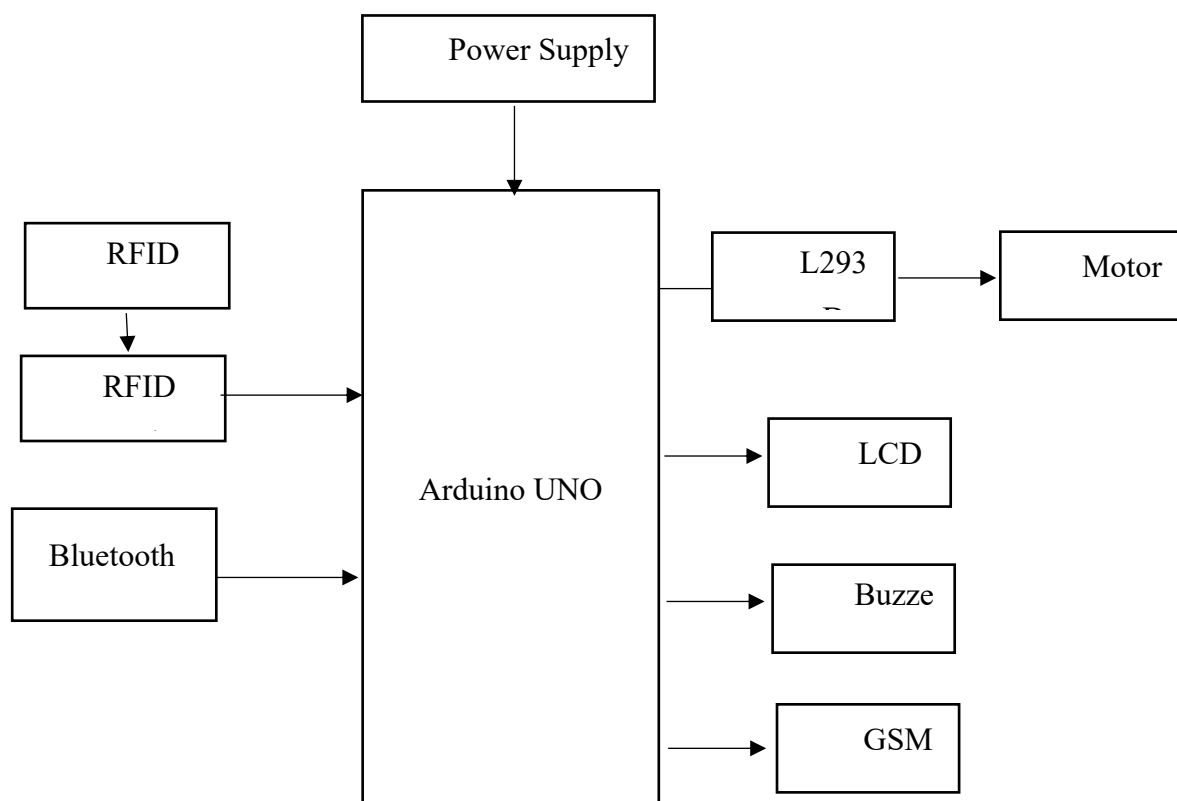 Power Supply
RFID
L293
Motor
RFID
LCD
Arduino UNO
Bluetooth
Buzze
GSM